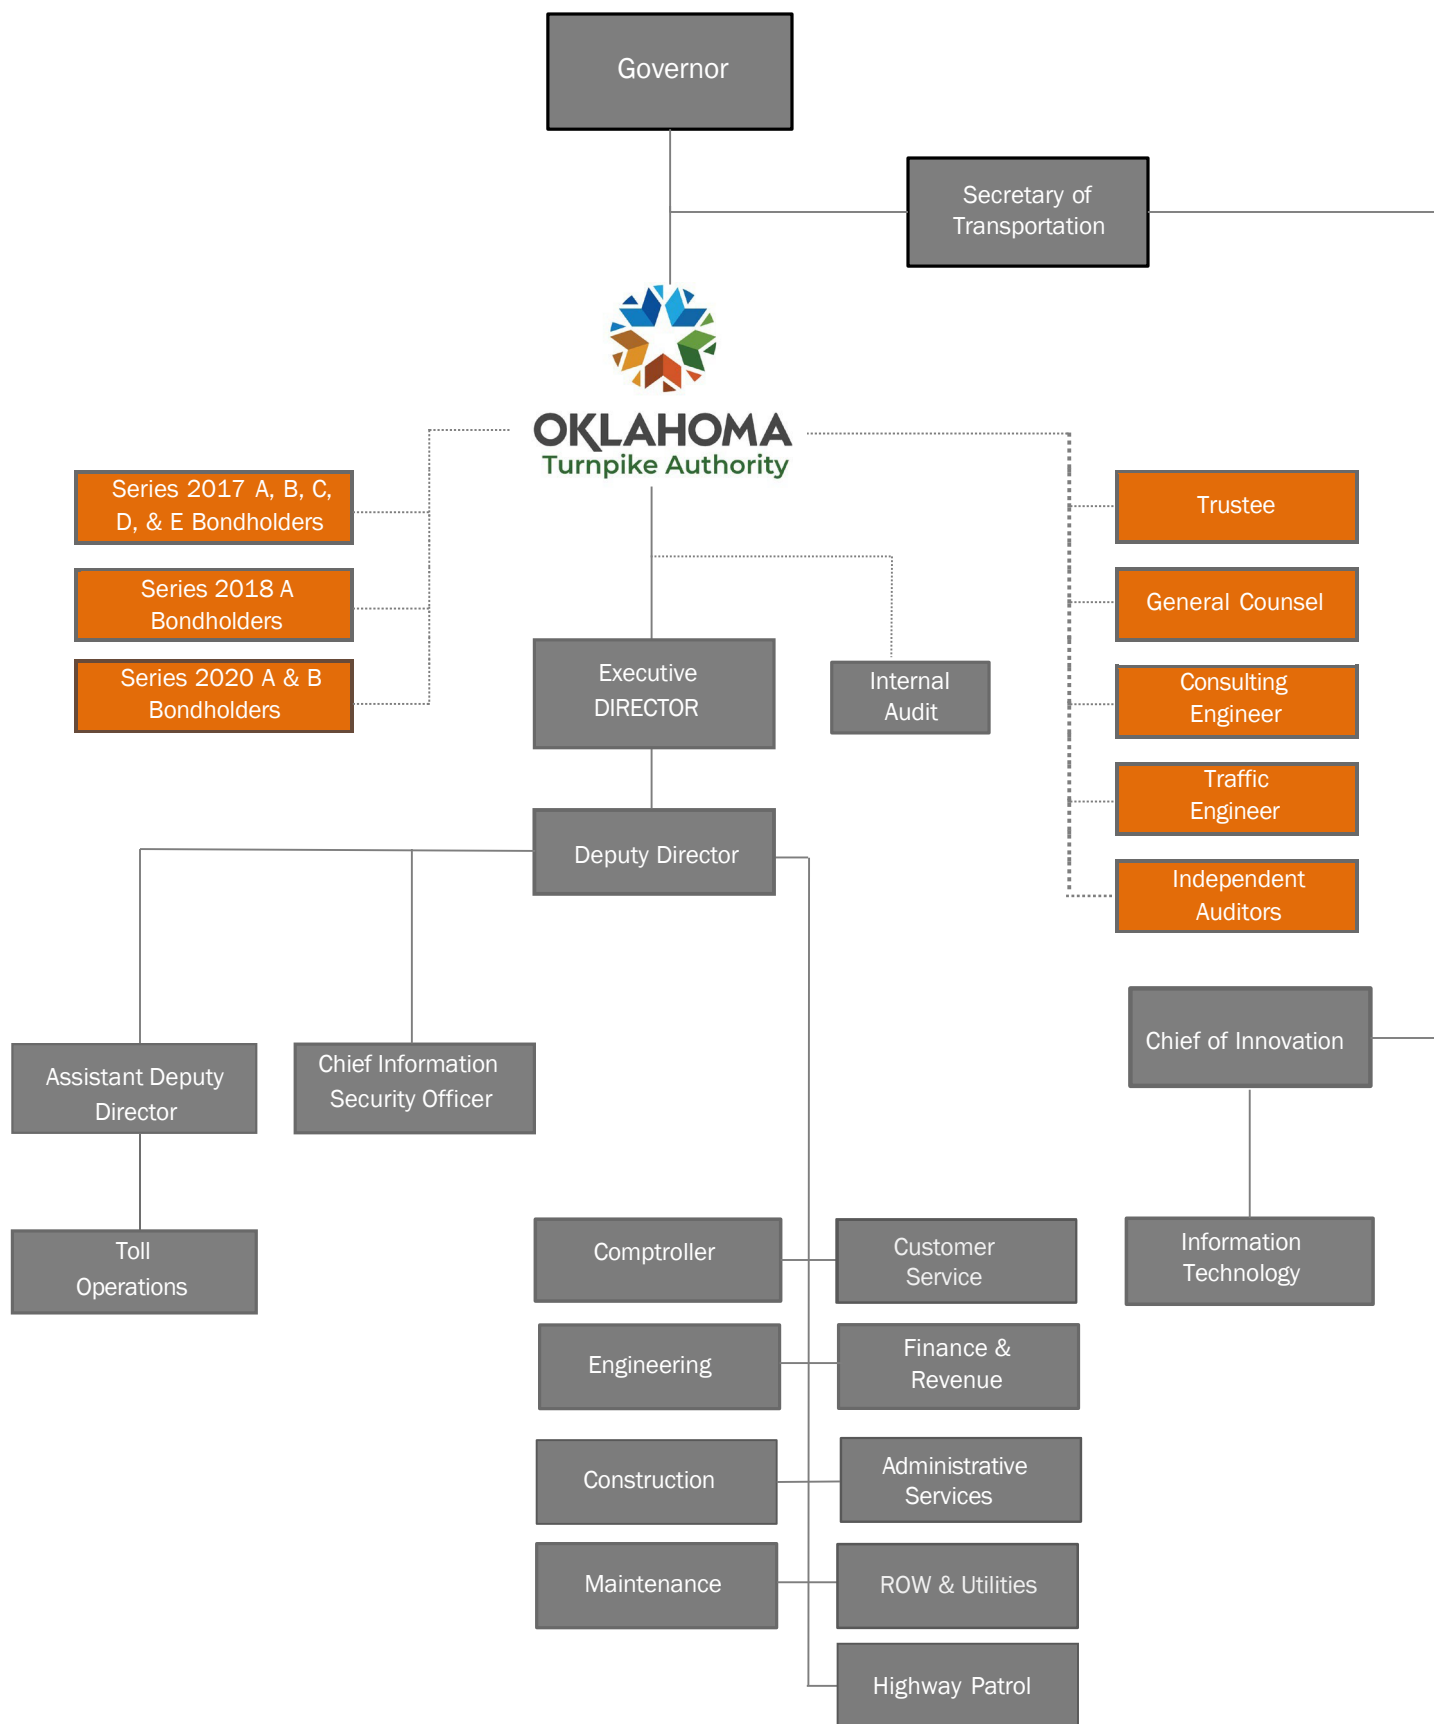 Governor
Secretary of
Transportation
OKLAHOMA
Turnpike Authority
Series 2017 A, B, C,
D, & E Bondholders
Series 2018 A
Bondholders
Series 2020 A & B
Bondholders
Trustee
General Counsel
Consulting
Engineer
Traffic
Engineer
Independent
Auditors
Executive
DIRECTOR
Internal
Audit
Deputy Director
Assistant Deputy
Director
Chief Information
Security Officer
Chief of Innovation
Toll
Operations
Information
Technology
Comptroller
Customer
Service
Engineering
Finance &
Revenue
Construction
Administrative
Services
Maintenance
ROW & Utilities
Highway Patrol